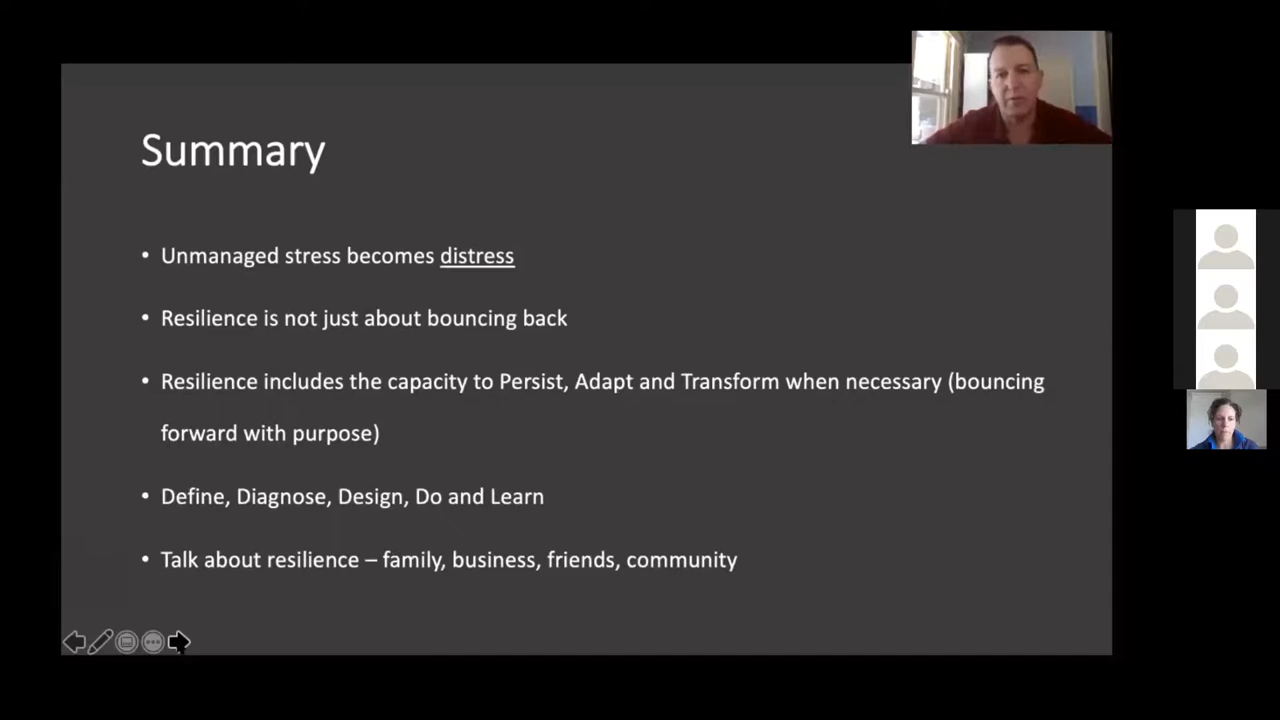 Summary
• Unmanaged stress becomes distress
• Resilience is not just about bouncing back
• Resilience includes the capacity to Persist, Adapt and Transform when necessary (bouncing
forward with purpose)
• Define, Diagnose, Design, Do and Learn
• Talk about resilience – family, business, friends, community